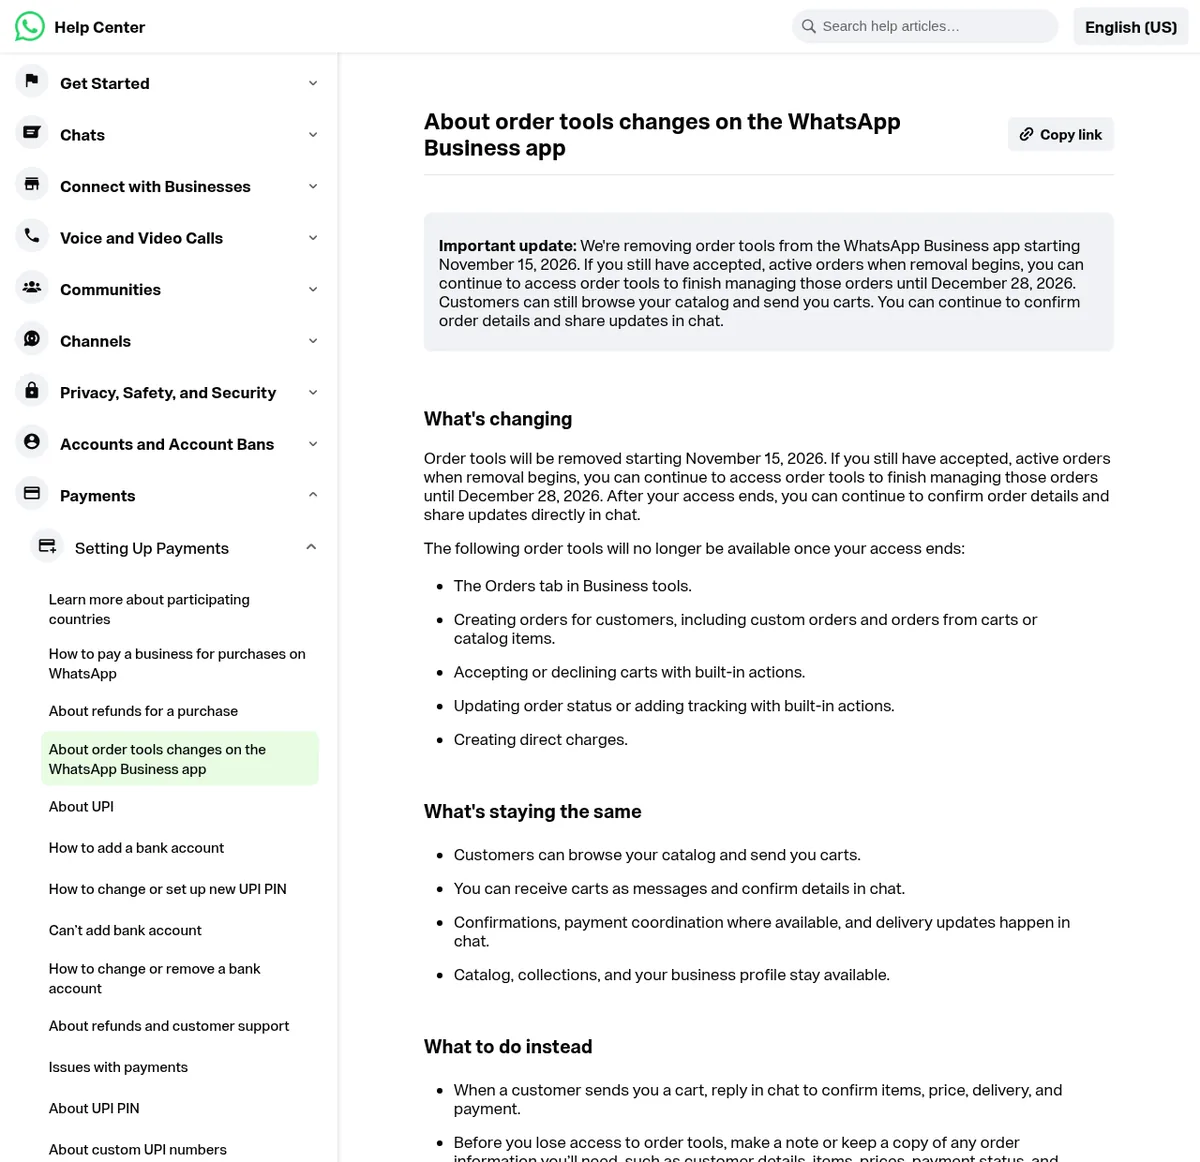 Help Center
Search help articles…
English (US)
Get Started
Chats
Connect with Businesses
Voice and Video Calls
Communities
Channels
Privacy, Safety, and Security
Accounts and Account Bans
Payments
Setting Up Payments
Learn more about participating
countries
How to pay a business for purchases on
WhatsApp
About refunds for a purchase
About order tools changes on the
WhatsApp Business app
About UPI
How to add a bank account
How to change or set up new UPI PIN
Can't add bank account
How to change or remove a bank
account
About refunds and customer support
Issues with payments
About UPI PIN
About custom UPI numbers
About order tools changes on the WhatsApp
Business app
Copy link
Important update: We're removing order tools from the WhatsApp Business app starting
November 15, 2026. If you still have accepted, active orders when removal begins, you can
continue to access order tools to finish managing those orders until December 28, 2026.
Customers can still browse your catalog and send you carts. You can continue to confirm
order details and share updates in chat.
What's changing
Order tools will be removed starting November 15, 2026. If you still have accepted, active orders
when removal begins, you can continue to access order tools to finish managing those orders
until December 28, 2026. After your access ends, you can continue to confirm order details and
share updates directly in chat.
The following order tools will no longer be available once your access ends:
• The Orders tab in Business tools.
• Creating orders for customers, including custom orders and orders from carts or
catalog items.
• Accepting or declining carts with built-in actions.
• Updating order status or adding tracking with built-in actions.
• Creating direct charges.
What's staying the same
• Customers can browse your catalog and send you carts.
• You can receive carts as messages and confirm details in chat.
• Confirmations, payment coordination where available, and delivery updates happen in
chat.
• Catalog, collections, and your business profile stay available.
What to do instead
• When a customer sends you a cart, reply in chat to confirm items, price, delivery, and
payment.
• Before you lose access to order tools, make a note or keep a copy of any order
information you'll need, such as customer details, items, prices, payment status, and